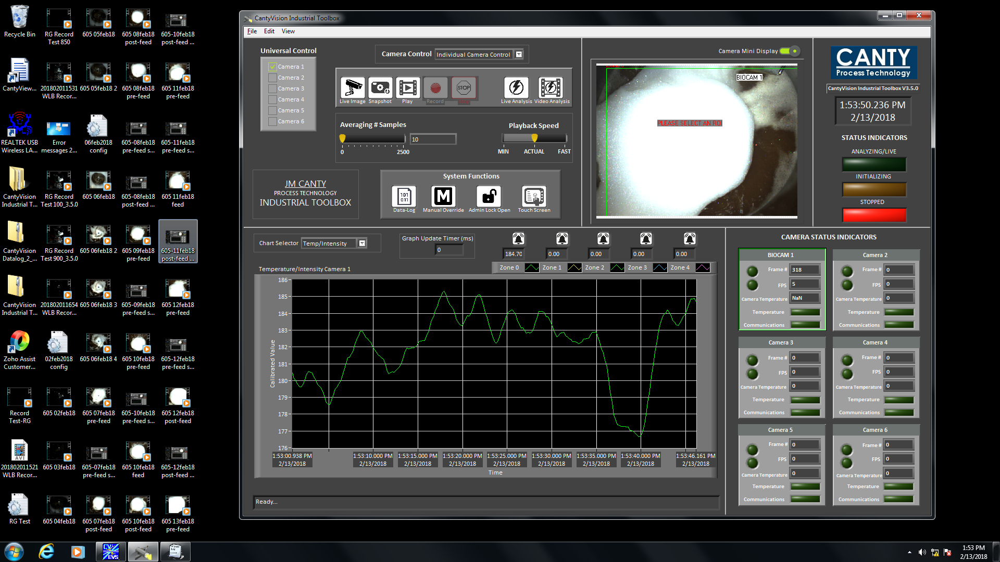 Recycle Bin
RG Record
Test 850
605 05feb18
605 08feb18
post-feed
605-10feb18
post-feed ...
CantyView...
201802011531
WLB Recor...
605 05feb18 2
605 08feb18
pre-feed
605 11feb18
pre-feed
REALTEK USB
Wireless LA...
Error
messages 2...
06feb2018
config
605-08feb18
pre-feed s...
605-11feb18
pre-feed s...
CantyVision
Industrial T...
RG Record
Test 100_3.5.0
605 06feb18
605-08feb18
post-feed ...
605 11feb18
feed
CantyVision
Datalog_2_...
RG Record
Test 900_3.5.0
605 06feb18 2
605 09feb18
pre-feed
605-11feb18
post-feed ...
CantyVision
Industrial T...
201802011654
WLB Recor...
605 06feb18 3
605-09feb18
pre-feed s...
605 12feb18
pre-feed
Zoho Assist
Customer...
02feb2018
config
605 06feb18 4
605 10feb18
pre-feed
605-12feb18
pre-feed s...
Record
Test-RG
605 02feb18
605 07feb18
pre-feed
605-10feb18
pre-feed s...
605 12feb18
post-feed
AVI
201802011521
WLB Recor...
605 03feb18
605-07feb18
pre-feed s...
605 10feb18
feed
605-12feb18
post-feed ...
RG Test
605 04feb18
605 07feb18
post-feed
605 10feb18
post-feed
605 13feb18
pre-feed
CantyVision Industrial Toolbox
File Edit View
Universal Control
Camera 1
Camera 2
Camera 3
Camera 4
Camera 5
Camera 6
Camera Control Individual Camera Control
Live Image Snapshot Play Record STOP Live Analysis Video Analysis
Averaging # Samples
10
0 2500
Playback Speed
MIN ACTUAL FAST
JM CANTY
PROCESS TECHNOLOGY
INDUSTRIAL TOOLBOX
System Functions
101
011
M
Data-Log Manual Override Admin Lock Open Touch Screen
Camera Mini Display
BIOCAM 1
PLEASE SELECT AN ROI
CANTY
Process Technology
CantyVision Industrial Toolbox V3.5.0
1:53:50.236 PM
2/13/2018
STATUS INDICATORS
ANALYZING/LIVE
INITIALIZING
STOPPED
Chart Selector Temp/Intensity
Graph Update Timer (ms)
0
184.70 0.00 0.00 0.00 0.00
Zone 0 Zone 1 Zone 2 Zone 3 Zone 4
Temperature/Intensity Camera 1
Calibrated Value
186
185
184
183
182
181
180
179
178
177
176
1:53:00.938 PM 1:53:10.000 PM 1:53:15.000 PM 1:53:20.000 PM 1:53:25.000 PM 1:53:30.000 PM 1:53:35.000 PM 1:53:40.000 PM 1:53:46.161 PM
2/13/2018 2/13/2018 2/13/2018 2/13/2018 2/13/2018 2/13/2018 2/13/2018 2/13/2018 2/13/2018
Time
Ready...
CAMERA STATUS INDICATORS
BIOCAM 1
Frame # 318
FPS 5
Camera Temperature NaN
Temperature
Communications
Camera 2
Frame # 0
FPS 0
Camera Temperature 0
Temperature
Communications
Camera 3
Frame # 0
FPS 0
Camera Temperature 0
Temperature
Communications
Camera 4
Frame # 0
FPS 0
Camera Temperature 0
Temperature
Communications
Camera 5
Frame # 0
FPS 0
Camera Temperature 0
Temperature
Communications
Camera 6
Frame # 0
FPS 0
Camera Temperature 0
Temperature
Communications
1:53 PM
2/13/2018